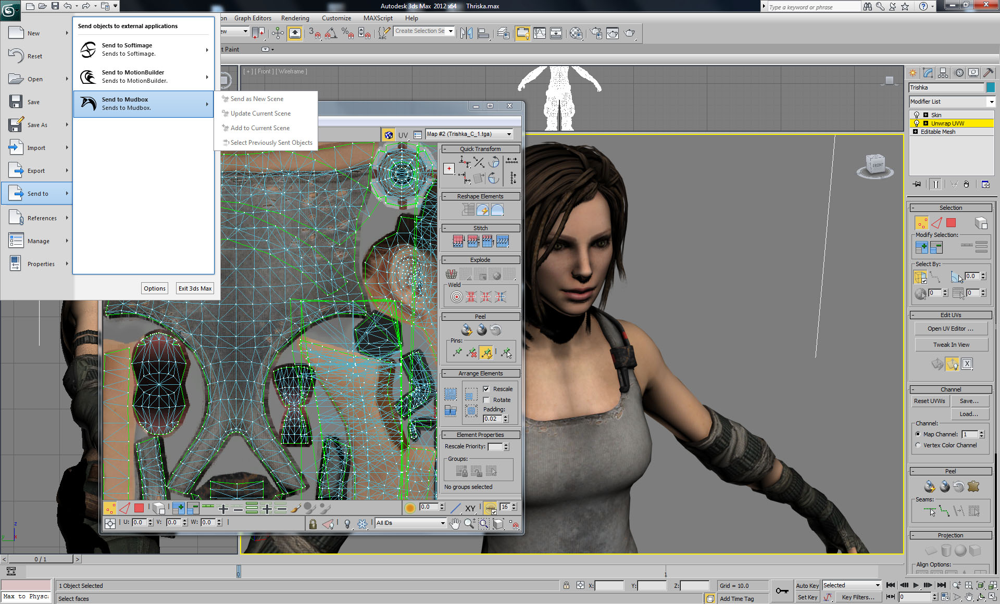 Autodesk 3ds Max 2012 x64 Thriska.max
Type a keyword or phrase
Graph Editors Rendering Customize MAXScript Help
Create Selection Se
t Paint
New
Reset
Open
Save
Save As
Import
Export
Send to
References
Manage
Properties
Send objects to external applications
Send to Softimage
Sends to Softimage.
Send to MotionBuilder
Sends to MotionBuilder.
Send to Mudbox
Sends to Mudbox.
Options
Exit 3ds Max
Send as New Scene
Update Current Scene
Add to Current Scene
Select Previously Sent Objects
[ + ] [ Front ] [ Wireframe ]
UV
Map #2 (Trishka_C_1.tga)
Quick Transform
Reshape Elements
Stitch
Explode
Weld
Peel
Pins:
Arrange Elements
Rescale
Rotate
Padding:
0.02
Element Properties
Rescale Priority:
Groups:
No groups selected
0.0
XY
16
U: 0.0 V: 0.0 W: 0.0
All IDs
FRONT
Trishka
Modifier List
Skin
Unwrap UVW
Editable Mesh
Selection
Modify Selection:
Select By:
0.0
0
0
Edit UVs
Open UV Editor ...
Tweak In View
Channel
Reset UVWs
Save...
Load...
Channel:
Map Channel: 1
Vertex Color Channel
Peel
Seams:
Projection
Align Options:
z
y
x
0 / 1
0
1
1 Object Selected
X:
Y:
Z:
Grid = 10.0
Auto Key
Selected
Max to Physc:
Select faces
Add Time Tag
Set Key
Key Filters...
0